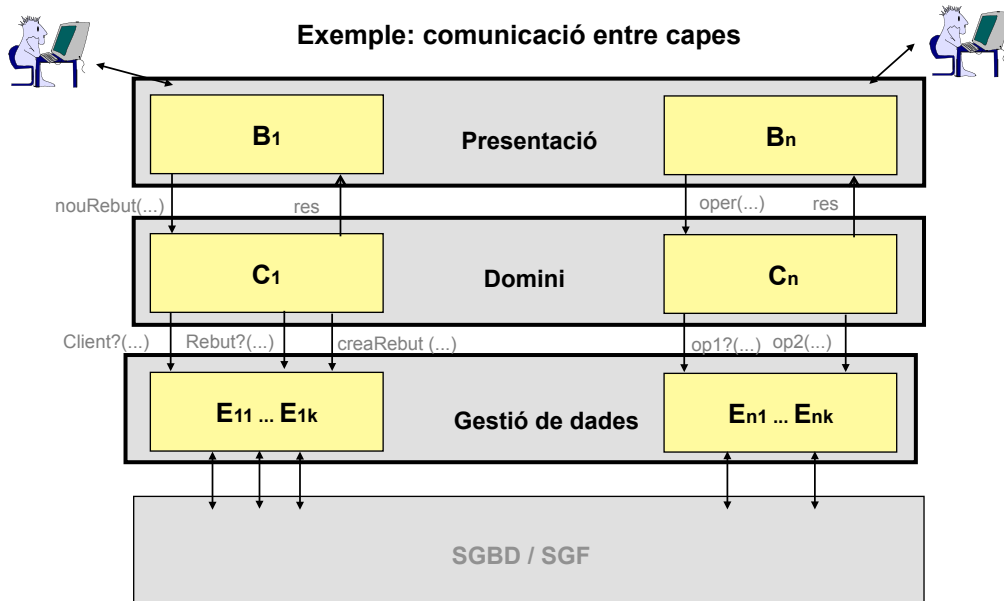 Exemple: comunicació entre capes
B1
Presentació
Bn
nouRebut(...)
res
oper(...)
res
C1
Domini
Cn
Client?(...)
Rebut?(...)
creaRebut (...)
op1?(...)
op2(...)
E11 ... E1k
Gestió de dades
En1 ... Enk
SGBD / SGF